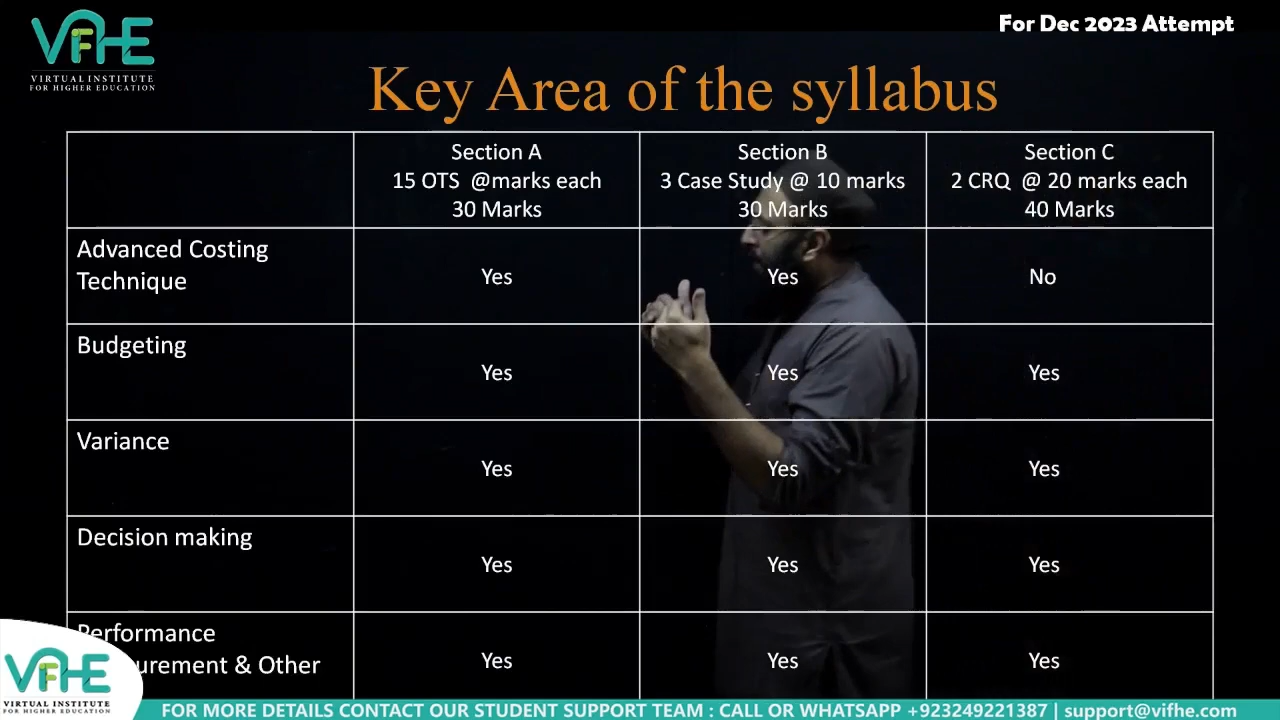 VIFHE
VIRTUAL INSTITUTE
FOR HIGHER EDUCATION
For Dec 2023 Attempt
Key Area of the syllabus
Section A
15 OTS @marks each
30 Marks
Section B
3 Case Study @ 10 marks
30 Marks
Section C
2 CRQ @ 20 marks each
40 Marks
Advanced Costing
Technique
Yes
Yes
No
Budgeting
Yes
Yes
Yes
Variance
Yes
Yes
Yes
Decision making
Yes
Yes
Yes
Performance
urement & Other
Yes
Yes
Yes
VIFHE
VIRTUAL INSTITUTE
FOR HIGHER EDUCATION
FOR MORE DETAILS CONTACT OUR STUDENT SUPPORT TEAM : CALL OR WHATSAPP +923249221387 | support@vifhe.com